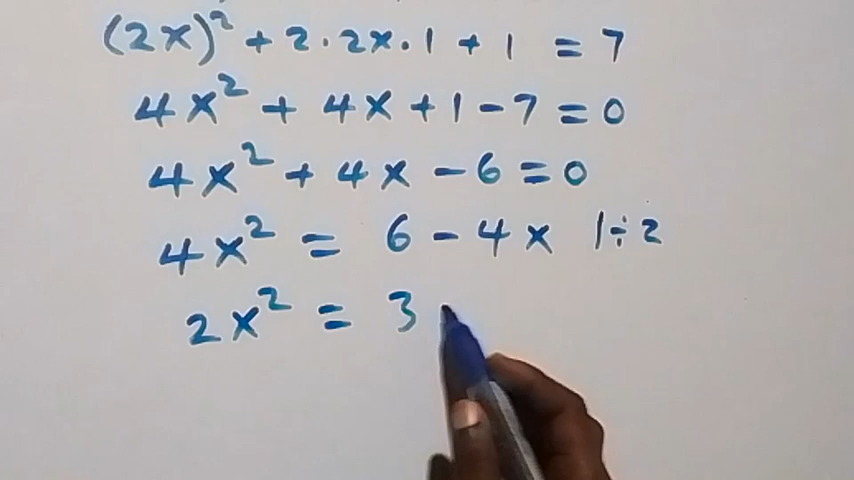 (2x)² + 2·2x·1 + 1 = 7
4x² + 4x + 1 - 7 = 0
4x² + 4x - 6 = 0
4x² = 6 - 4x |÷2
2x² = 3